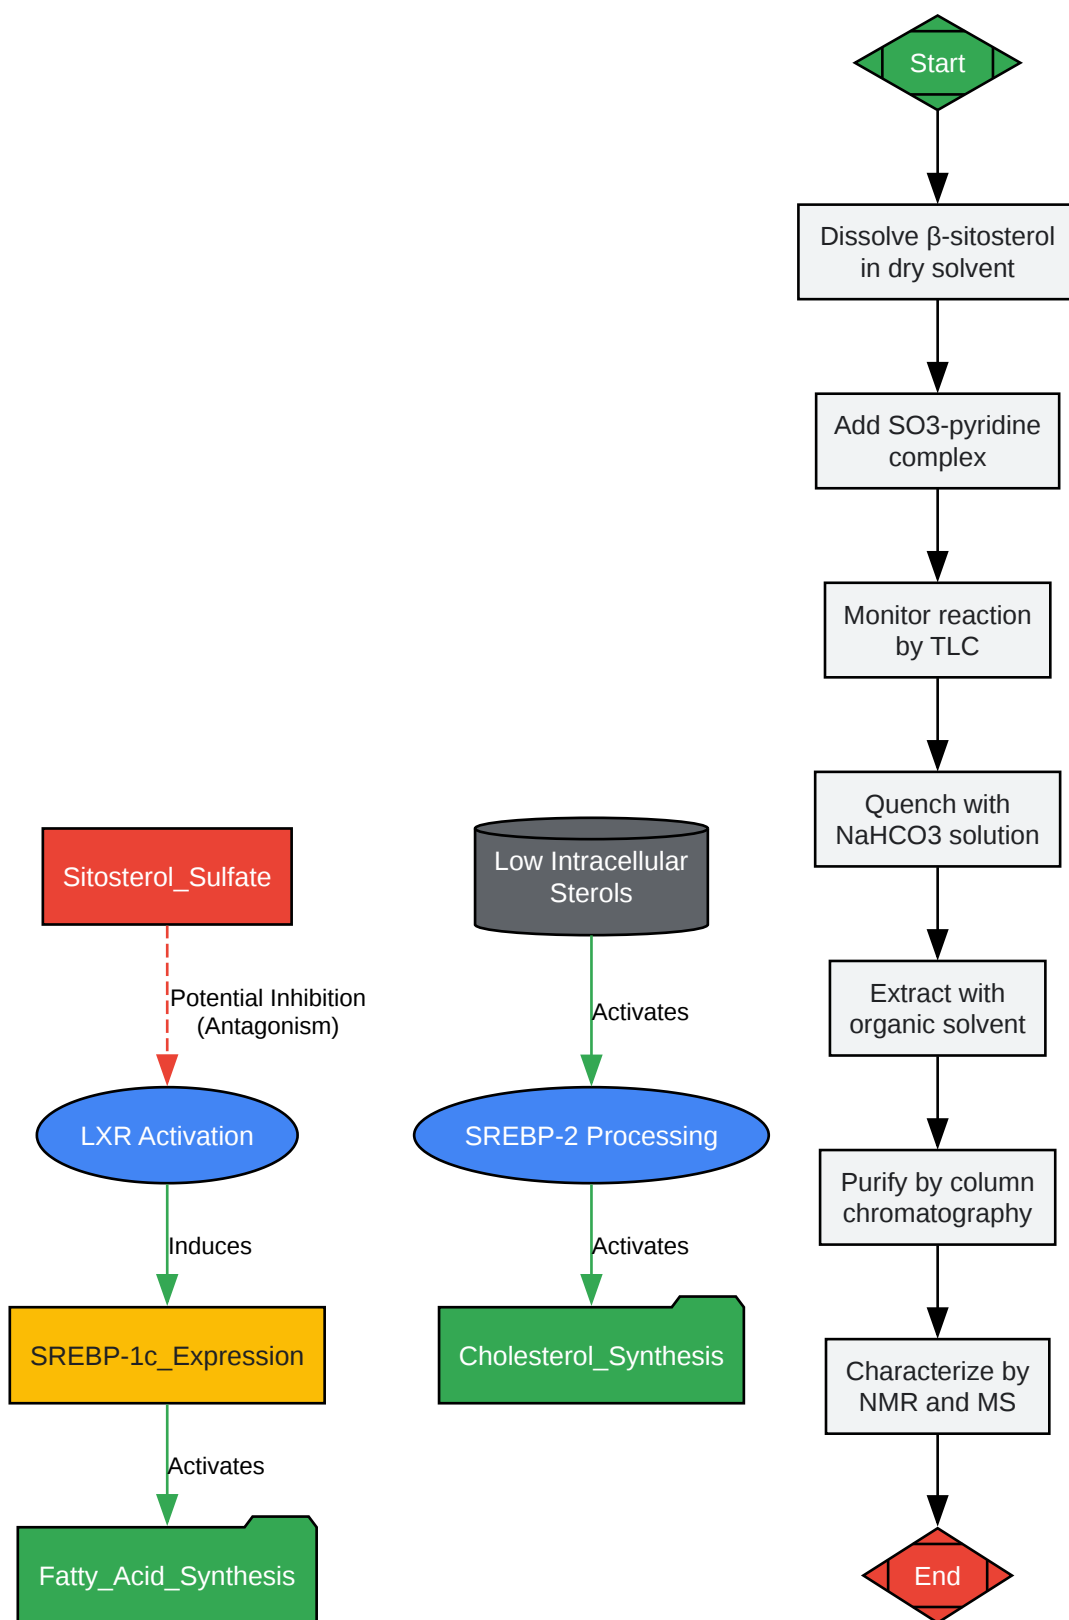 Start
Dissolve β-sitosterol
in dry solvent
Add SO3-pyridine
complex
Monitor reaction
by TLC
Quench with
NaHCO3 solution
Extract with
organic solvent
Purify by column
chromatography
Characterize by
NMR and MS
End
Sitosterol_Sulfate
Potential Inhibition
(Antagonism)
LXR Activation
Induces
SREBP-1c_Expression
Activates
Fatty_Acid_Synthesis
Low Intracellular
Sterols
Activates
SREBP-2 Processing
Activates
Cholesterol_Synthesis